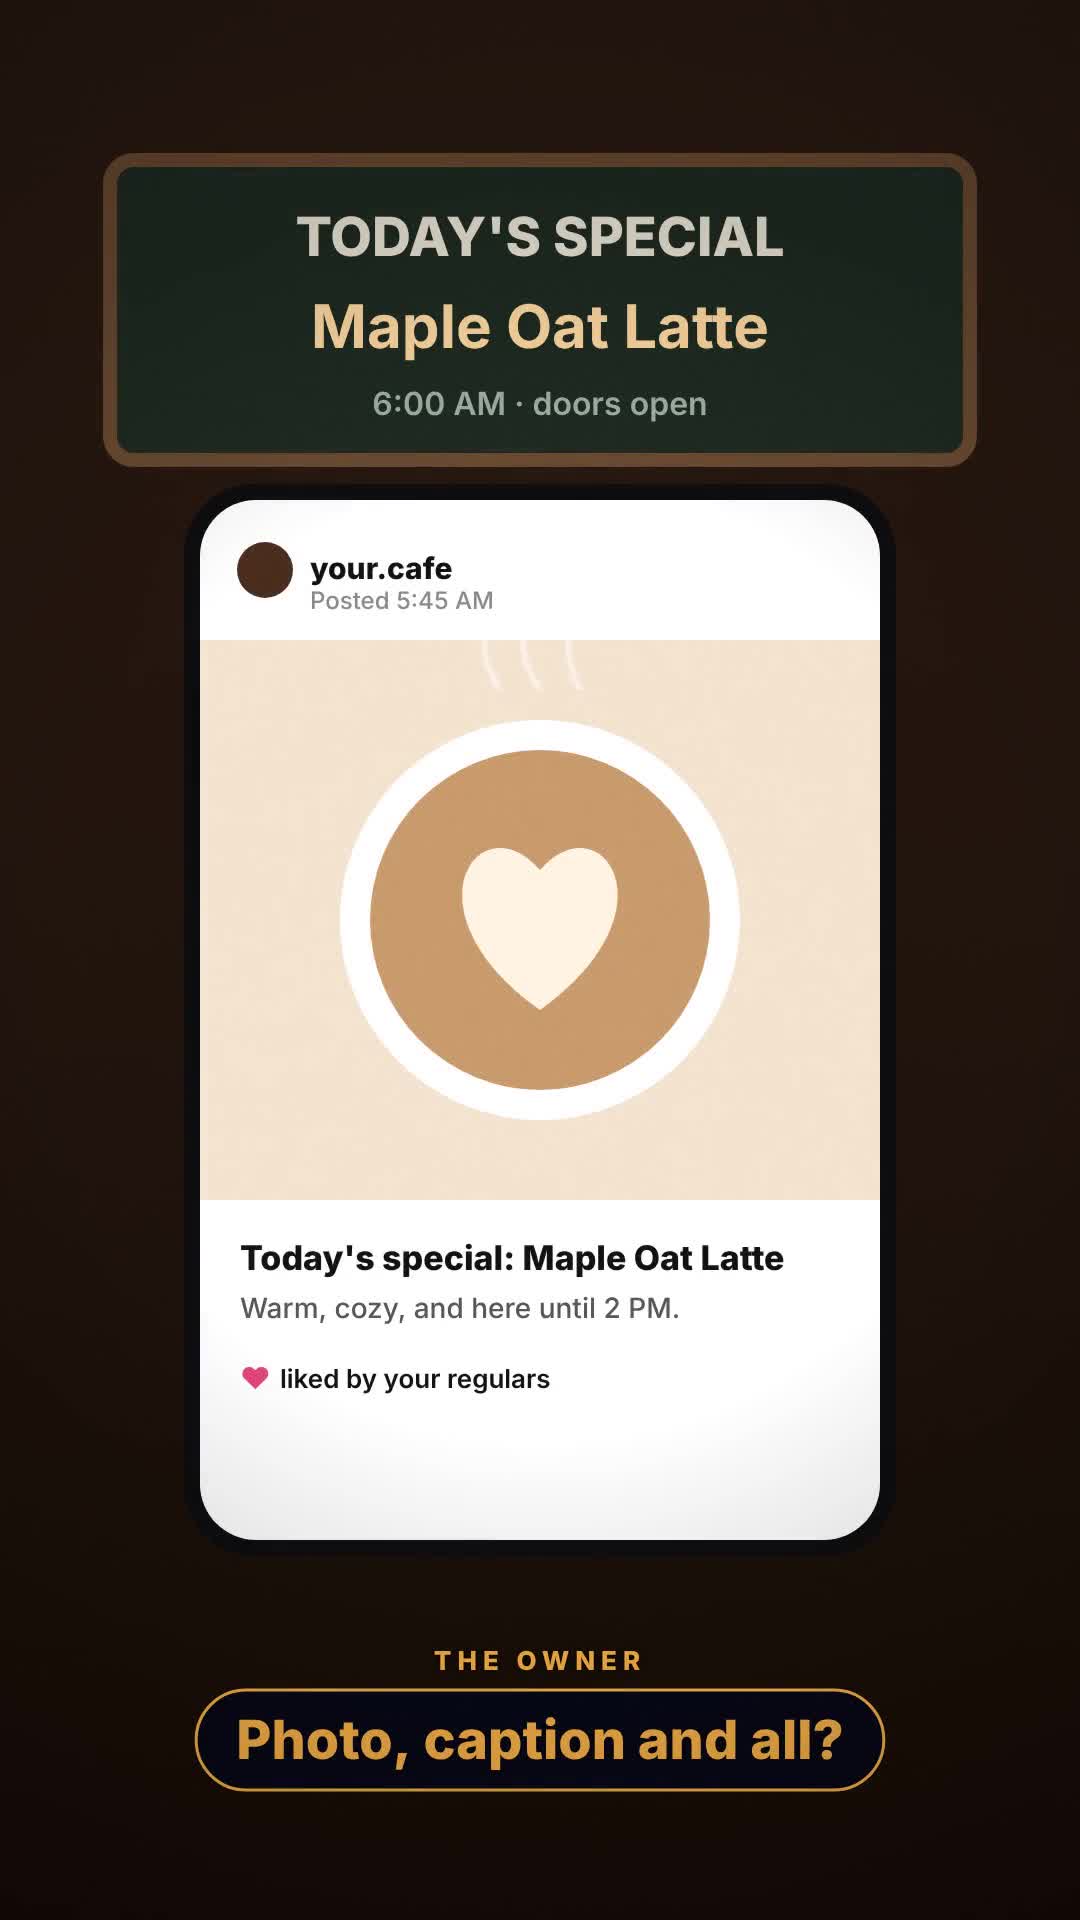 TODAY'S SPECIAL
Maple Oat Latte
6:00 AM · doors open
your.cafe
Posted 5:45 AM
Today's special: Maple Oat Latte
Warm, cozy, and here until 2 PM.
liked by your regulars
THE OWNER
Photo, caption and all?